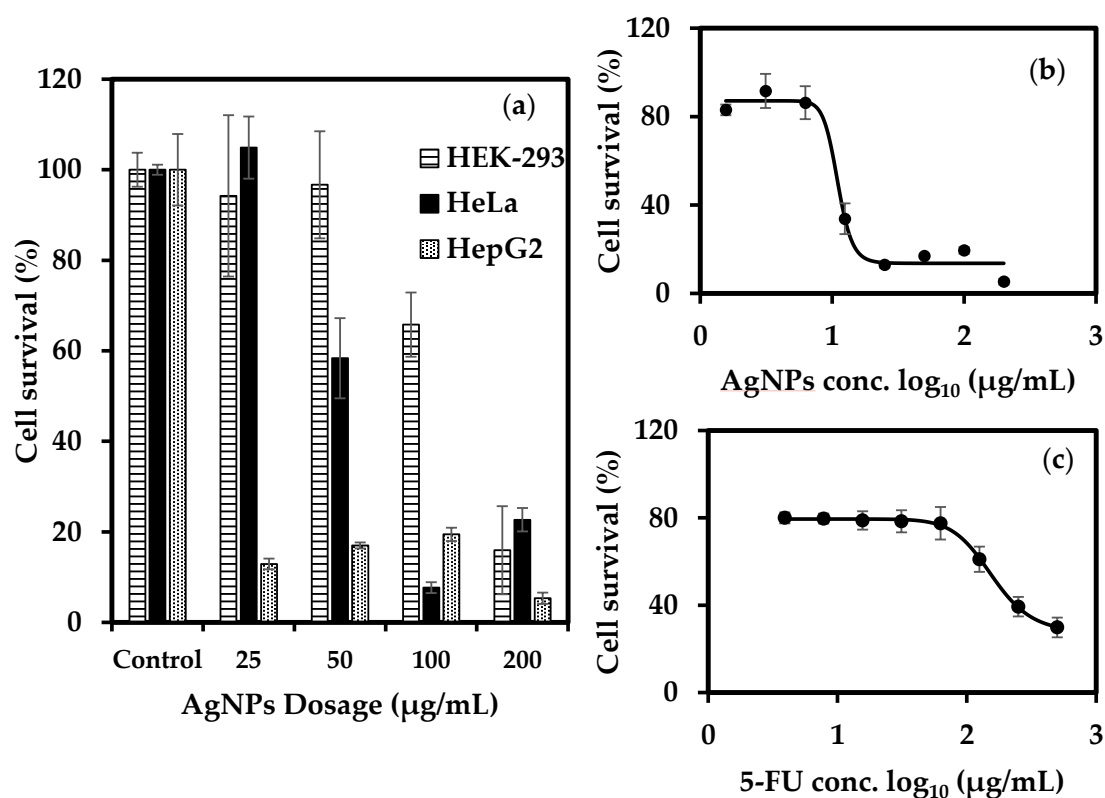 (a)
120
100
80
60
40
20
0
Cell survival (%)
HEK-293
HeLa
HepG2
Control 25 50 100 200
AgNPs Dosage (µg/mL)
(b)
120
80
40
0
Cell survival (%)
0 1 2 3
AgNPs conc. log₁₀ (µg/mL)
(c)
120
80
40
0
Cell survival (%)
0 1 2 3
5-FU conc. log₁₀ (µg/mL)